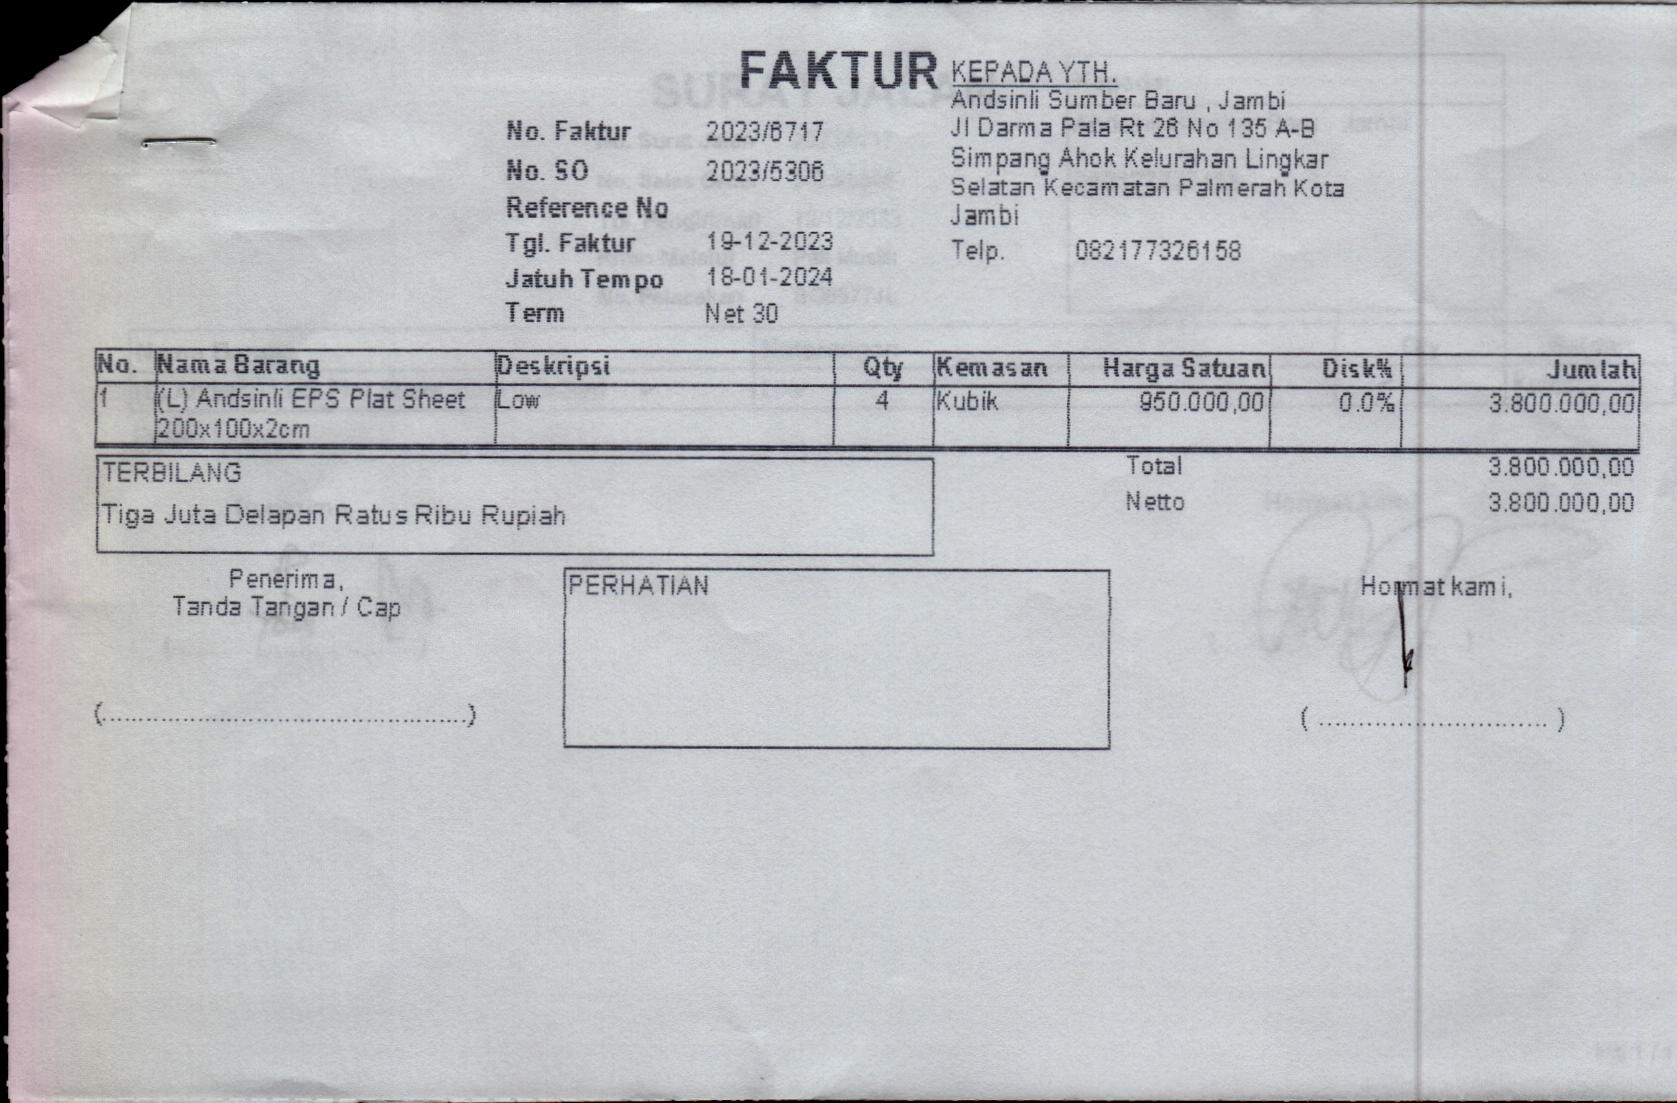 FAKTUR
No. Faktur 2023/6717
No. SO 2023/5306
Reference No
Tgl. Faktur 19-12-2023
Jatuh Tempo 18-01-2024
Term Net 30
KEPADA YTH.
Andsinli Sumber Baru , Jambi
Jl Darma Pala Rt 26 No 135 A-B
Simpang Ahok Kelurahan Lingkar
Selatan Kecamatan Palmerah Kota
Jambi
Telp. 082177326158
No. Nama Barang Deskripsi Qty Kemasan Harga Satuan Disk% Jumlah
1 (L) Andsinli EPS Plat Sheet Low 4 Kubik 950.000,00 0.0% 3.800.000,00
200x100x2cm
TERBILANG
Tiga Juta Delapan Ratus Ribu Rupiah
Total 3.800.000,00
Netto 3.800.000,00
Penerima,
Tanda Tangan / Cap
(..............................................)
PERHATIAN
Hormat kami,
( ............................. )